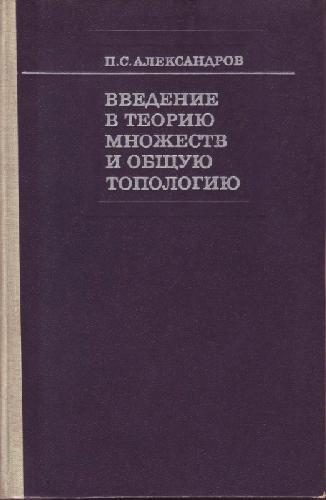 П.С. АЛЕКСАНДРОВ
ВВЕДЕНИЕ
В ТЕОРИЮ
МНОЖЕСТВ
И ОБЩУЮ
ТОПОЛОГИЮ